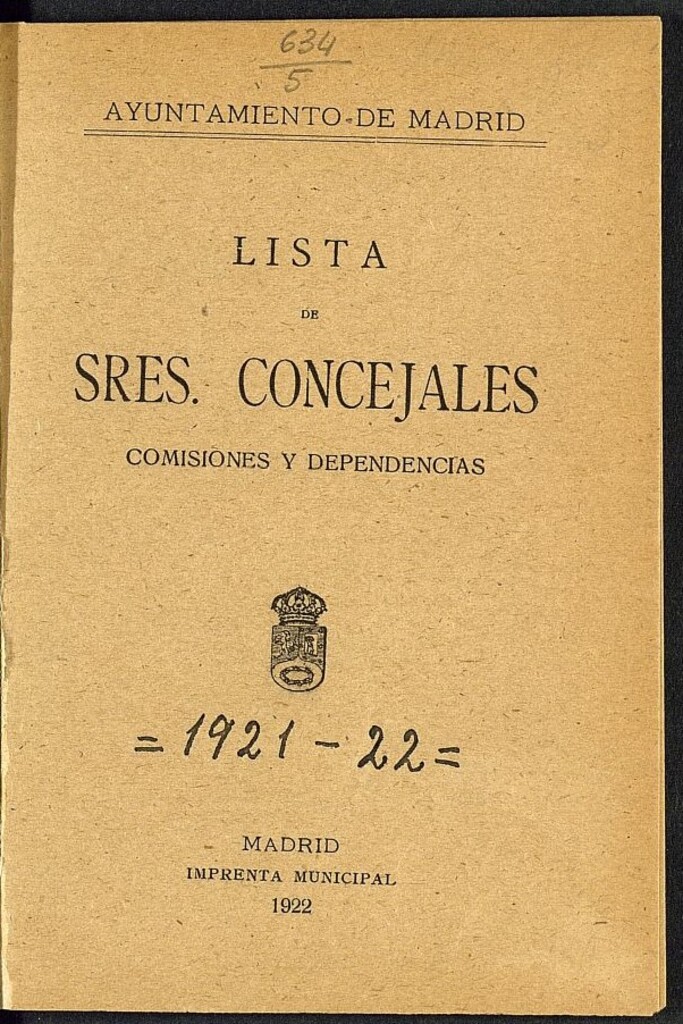 634
5
AYUNTAMIENTO-DE MADRID
LISTA
DE
SRES. CONCEJALES
COMISIONES Y DEPENDENCIAS
= 1921 - 22 =
MADRID
IMPRENTA MUNICIPAL
1922